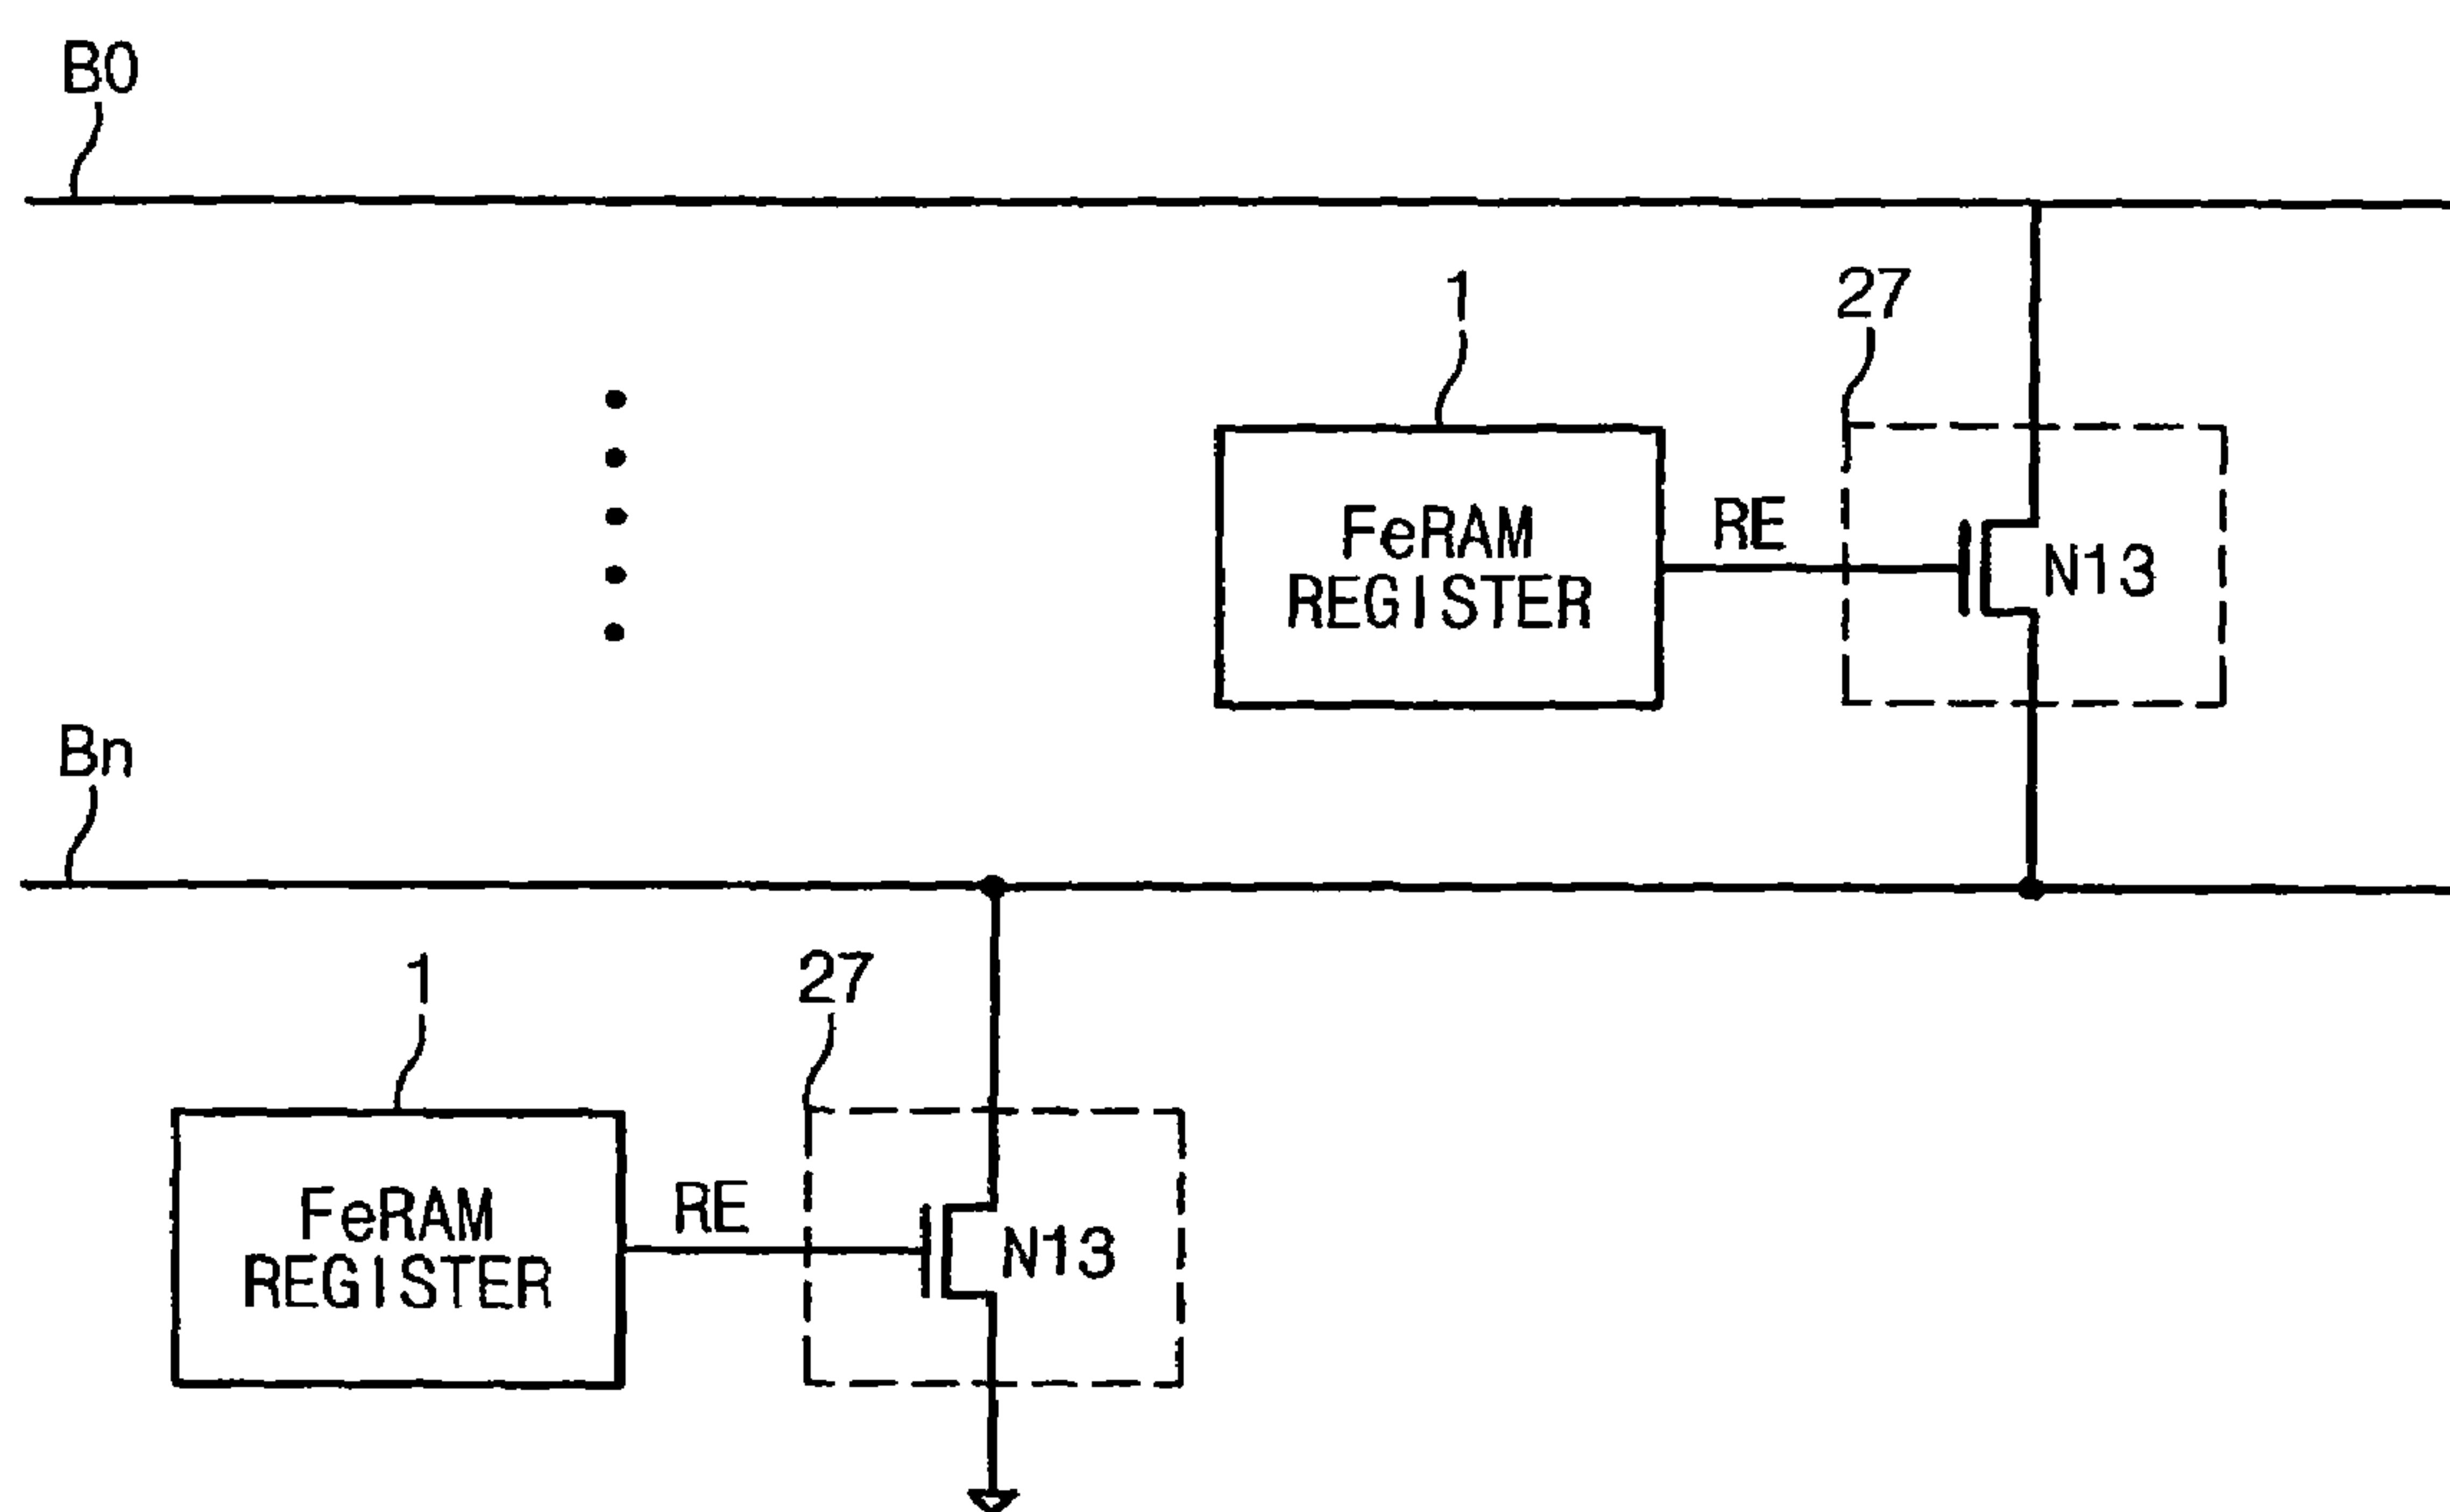 B0
1
27
FeRAM
REGISTER
RE
N13
Bn
1
27
FeRAM
REGISTER
RE
N13